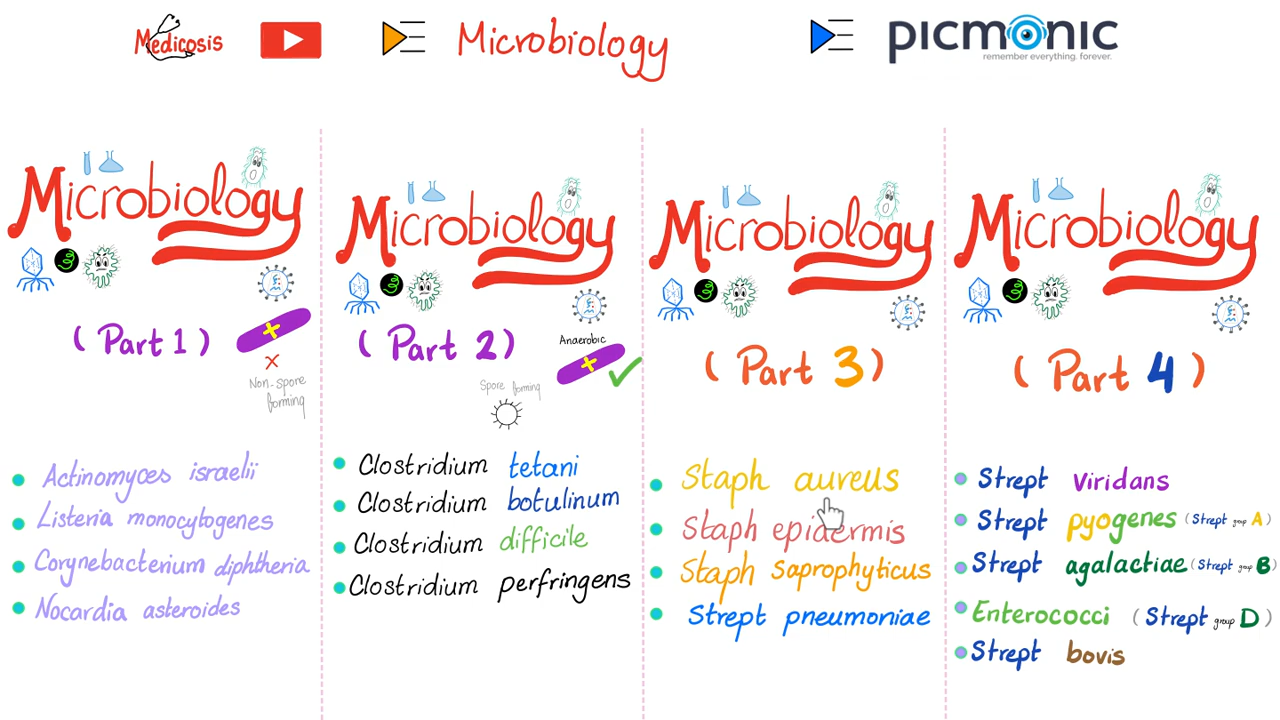 Medicosis
Microbiology
picmonic
remember everything. forever.
Microbiology
(Part 1)
Non-spore
forming
Actinomyces israelii
Listeria monocytogenes
Corynebacterium diphtheria
Nocardia asteroides
Microbiology
(Part 2)
Anaerobic
Spore forming
Clostridium tetani
Clostridium botulinum
Clostridium difficile
Clostridium perfringens
Microbiology
(Part 3)
Staph aureus
Staph epidermis
Staph saprophyticus
Strept pneumoniae
Microbiology
(Part 4)
Strept viridans
Strept pyogenes (Strept group A)
Strept agalactiae (Strept group B)
Enterococci (Strept group D)
Strept bovis